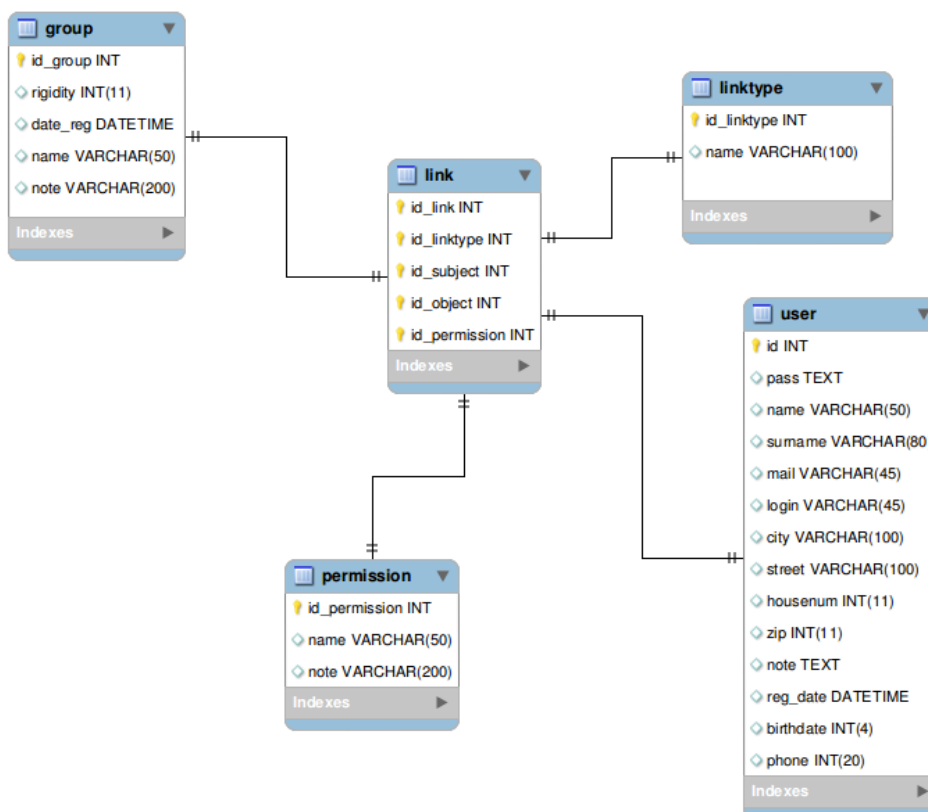 group
id_group INT
rigidity INT(11)
date_reg DATETIME
name VARCHAR(50)
note VARCHAR(200)
Indexes
linktype
id_linktype INT
name VARCHAR(100)
Indexes
link
id_link INT
id_linktype INT
id_subject INT
id_object INT
id_permission INT
Indexes
user
id INT
pass TEXT
name VARCHAR(50)
surname VARCHAR(80
mail VARCHAR(45)
login VARCHAR(45)
city VARCHAR(100)
street VARCHAR(100)
housenum INT(11)
zip INT(11)
note TEXT
reg_date DATETIME
birthdate INT(4)
phone INT(20)
Indexes
permission
id_permission INT
name VARCHAR(50)
note VARCHAR(200)
Indexes